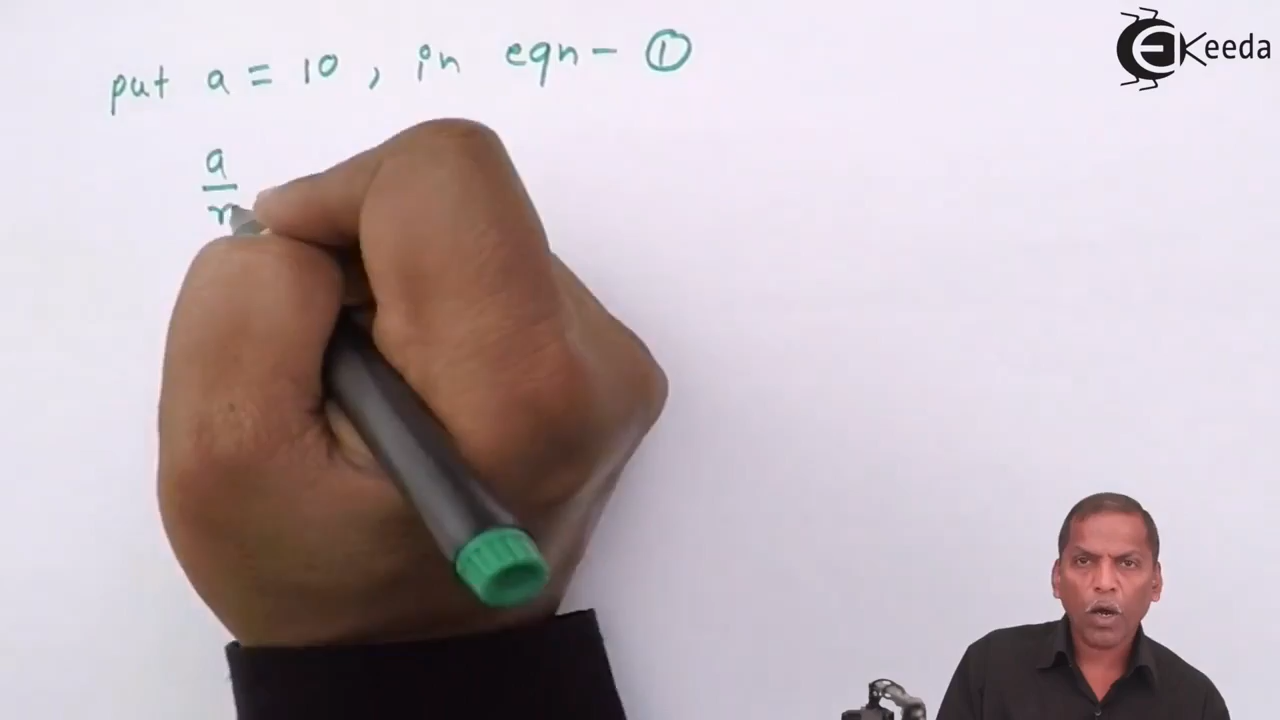 EKeeda
put a = 10 , in eqn - ①
a
r